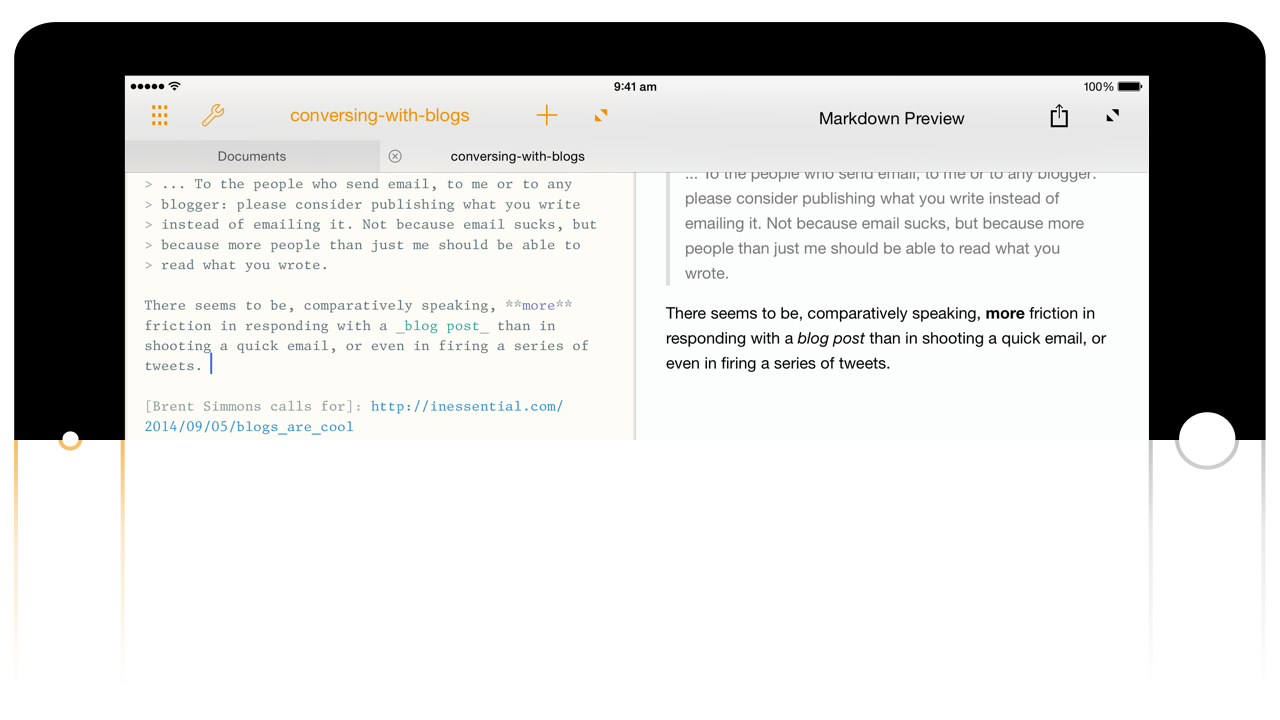 9:41 am
100%
conversing-with-blogs
Markdown Preview
Documents
conversing-with-blogs
> ... To the people who send email, to me or to any
> blogger: please consider publishing what you write
> instead of emailing it. Not because email sucks, but
> because more people than just me should be able to
> read what you wrote.
There seems to be, comparatively speaking, **more**
friction in responding with a _blog post_ than in
shooting a quick email, or even in firing a series of
tweets.
[Brent Simmons calls for]: http://inessential.com/
2014/09/05/blogs_are_cool
... To the people who send email, to me or to any blogger:
please consider publishing what you write instead of
emailing it. Not because email sucks, but because more
people than just me should be able to read what you
wrote.
There seems to be, comparatively speaking, more friction in
responding with a blog post than in shooting a quick email, or
even in firing a series of tweets.